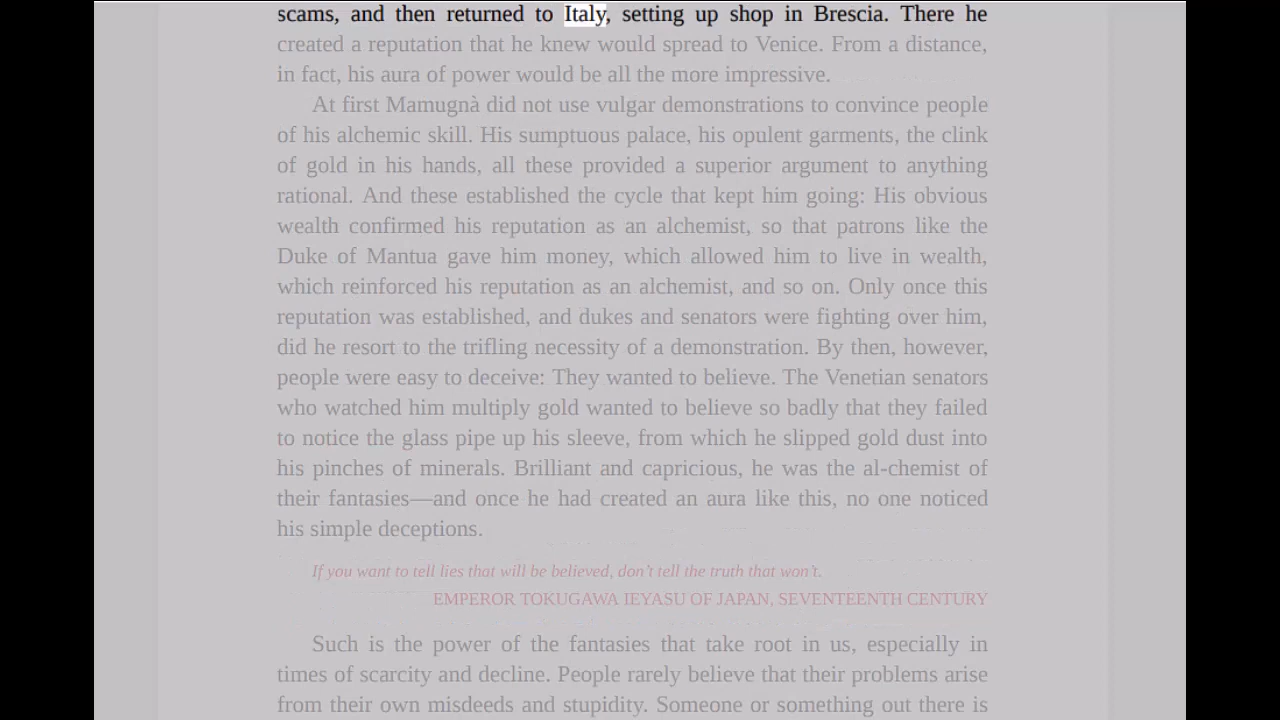 scams, and then returned to Italy, setting up shop in Brescia. There he
created a reputation that he knew would spread to Venice. From a distance,
in fact, his aura of power would be all the more impressive.
At first Mamugnà did not use vulgar demonstrations to convince people
of his alchemic skill. His sumptuous palace, his opulent garments, the clink
of gold in his hands, all these provided a superior argument to anything
rational. And these established the cycle that kept him going: His obvious
wealth confirmed his reputation as an alchemist, so that patrons like the
Duke of Mantua gave him money, which allowed him to live in wealth,
which reinforced his reputation as an alchemist, and so on. Only once this
reputation was established, and dukes and senators were fighting over him,
did he resort to the trifling necessity of a demonstration. By then, however,
people were easy to deceive: They wanted to believe. The Venetian senators
who watched him multiply gold wanted to believe so badly that they failed
to notice the glass pipe up his sleeve, from which he slipped gold dust into
his pinches of minerals. Brilliant and capricious, he was the al-chemist of
their fantasies—and once he had created an aura like this, no one noticed
his simple deceptions.
If you want to tell lies that will be believed, don't tell the truth that won't.
EMPEROR TOKUGAWA IEYASU OF JAPAN, SEVENTEENTH CENTURY
Such is the power of the fantasies that take root in us, especially in
times of scarcity and decline. People rarely believe that their problems arise
from their own misdeeds and stupidity. Someone or something out there is